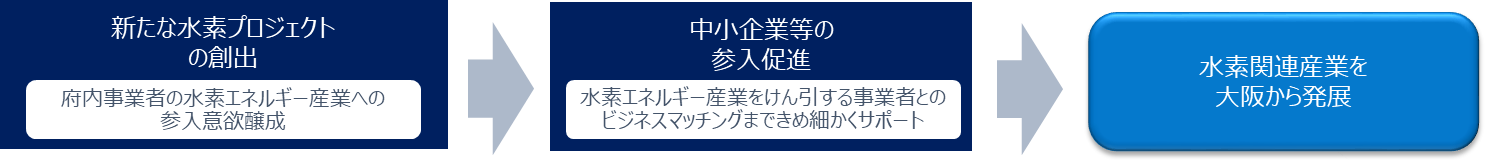 新たな水素プロジェクト
の創出
府内事業者の水素エネルギー産業への
参入意欲醸成
中小企業等の
参入促進
水素エネルギー産業をけん引する事業者との
ビジネスマッチングまできめ細かくサポート
水素関連産業を
大阪から発展